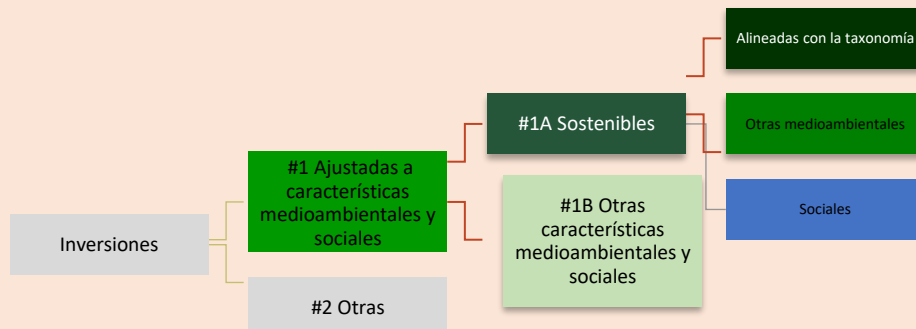 Inversiones
#1 Ajustadas a
características
medioambientales y
sociales
#2 Otras
#1A Sostenibles
#1B Otras
características
medioambientales y
sociales
Alineadas con la taxonomía
Otras medioambientales
Sociales